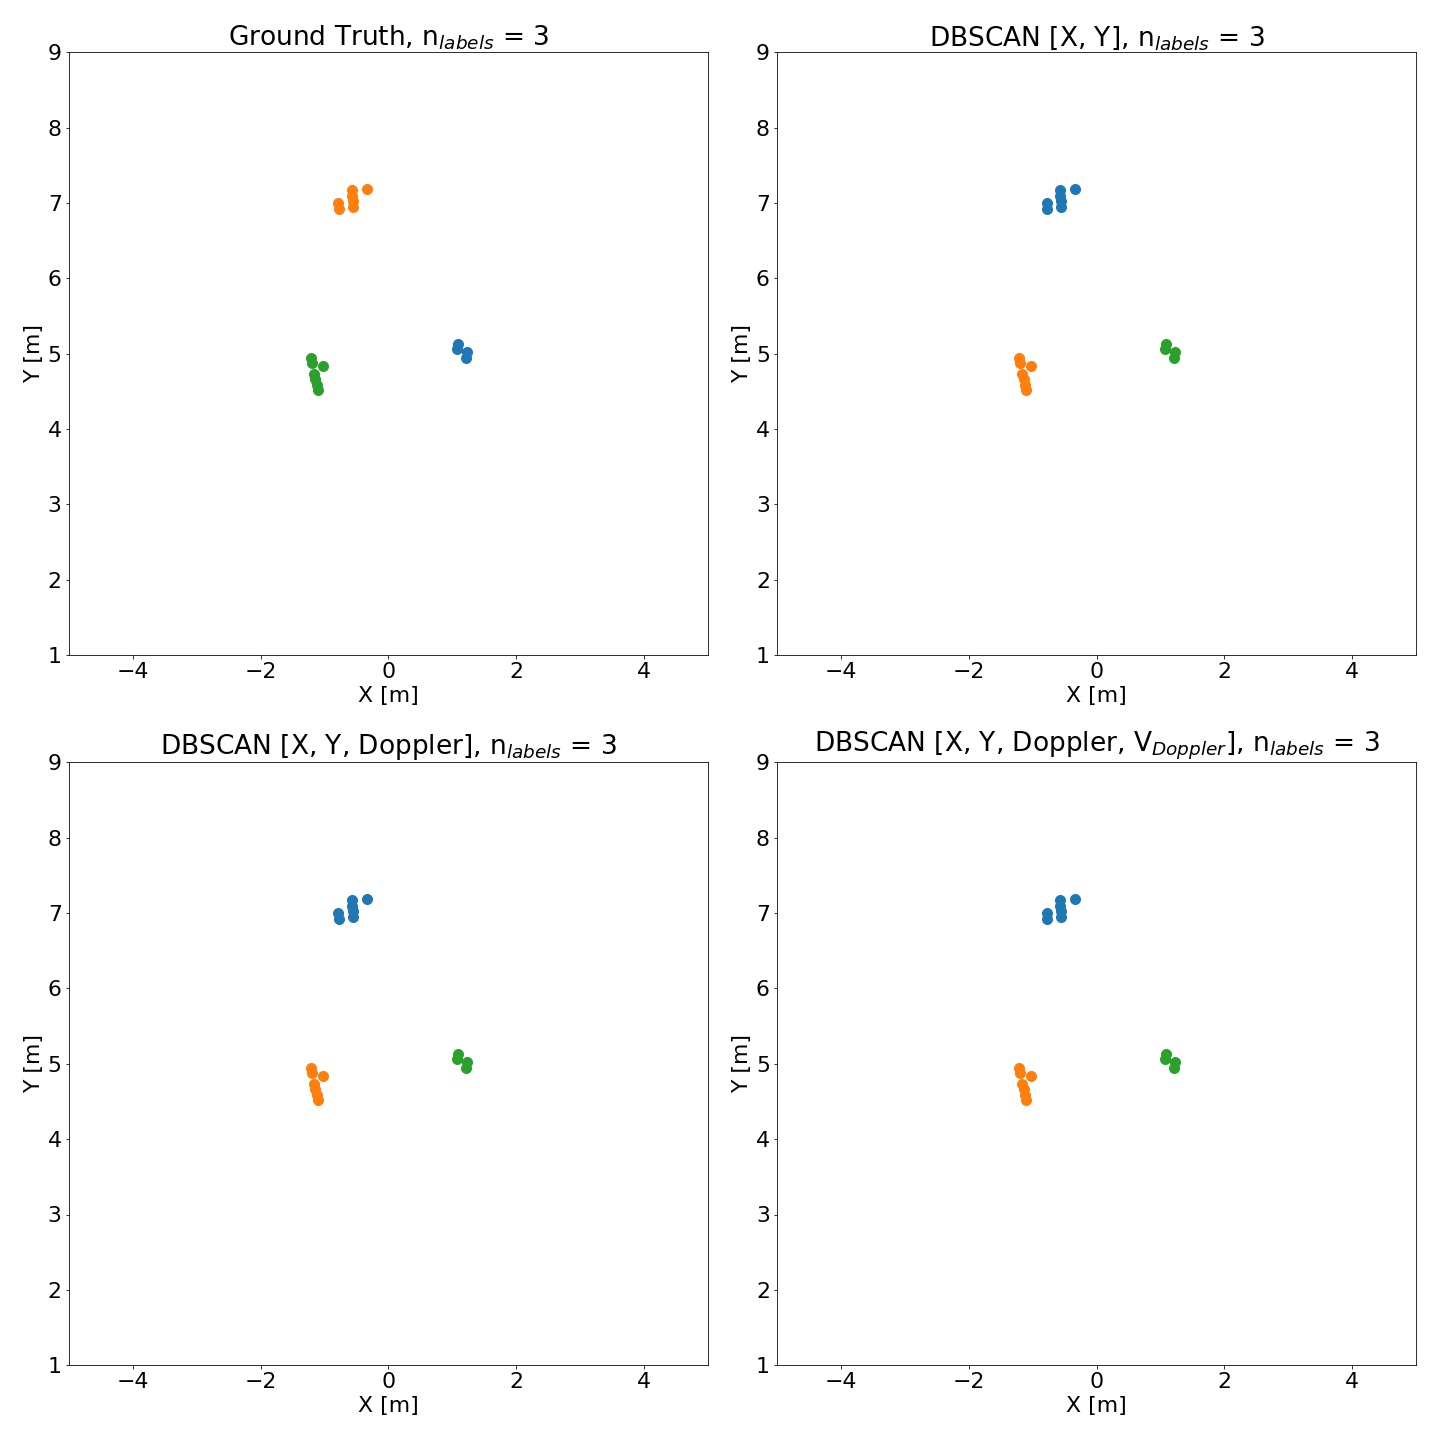 Ground Truth, n_labels = 3
9
8
7
6
5
4
3
2
1
Y [m]
−4 −2 0 2 4
X [m]
DBSCAN [X, Y], n_labels = 3
9
8
7
6
5
4
3
2
1
Y [m]
−4 −2 0 2 4
X [m]
DBSCAN [X, Y, Doppler], n_labels = 3
9
8
7
6
5
4
3
2
1
Y [m]
−4 −2 0 2 4
X [m]
DBSCAN [X, Y, Doppler, V_Doppler], n_labels = 3
9
8
7
6
5
4
3
2
1
Y [m]
−4 −2 0 2 4
X [m]